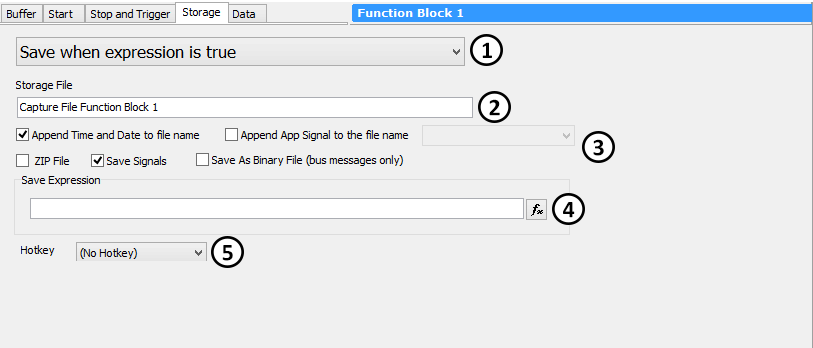 Buffer Start Stop and Trigger Storage Data Function Block 1
Save when expression is true 1
Storage File
Capture File Function Block 1 2
Append Time and Date to file name Append App Signal to the file name 3
ZIP File Save Signals Save As Binary File (bus messages only)
Save Expression
fx 4
Hotkey (No Hotkey) 5